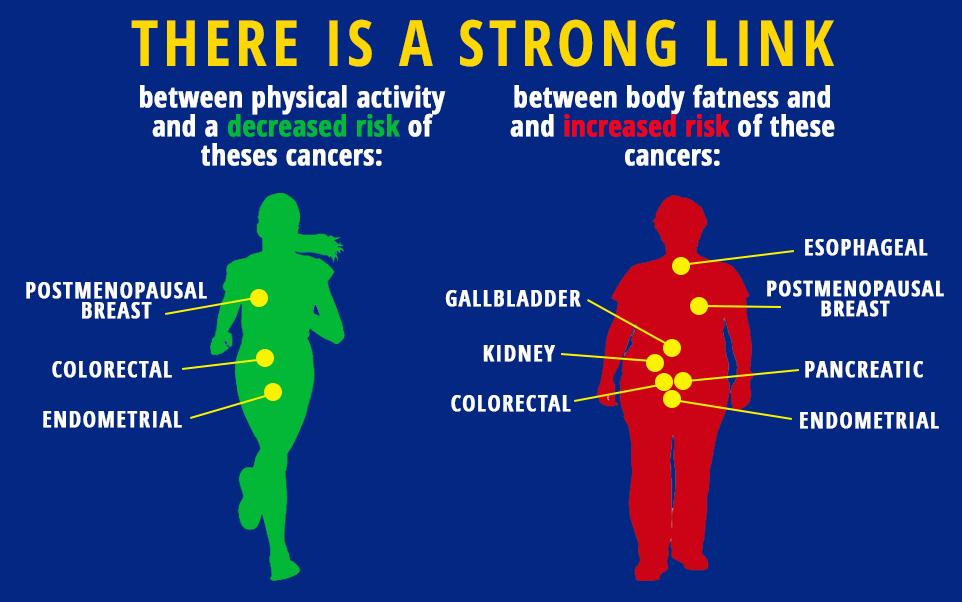 THERE IS A STRONG LINK
between physical activity
and a decreased risk of
theses cancers:
POSTMENOPAUSAL
BREAST
COLORECTAL
ENDOMETRIAL
between body fatness and
and increased risk of these
cancers:
GALLBLADDER
KIDNEY
COLORECTAL
ESOPHAGEAL
POSTMENOPAUSAL
BREAST
PANCREATIC
ENDOMETRIAL